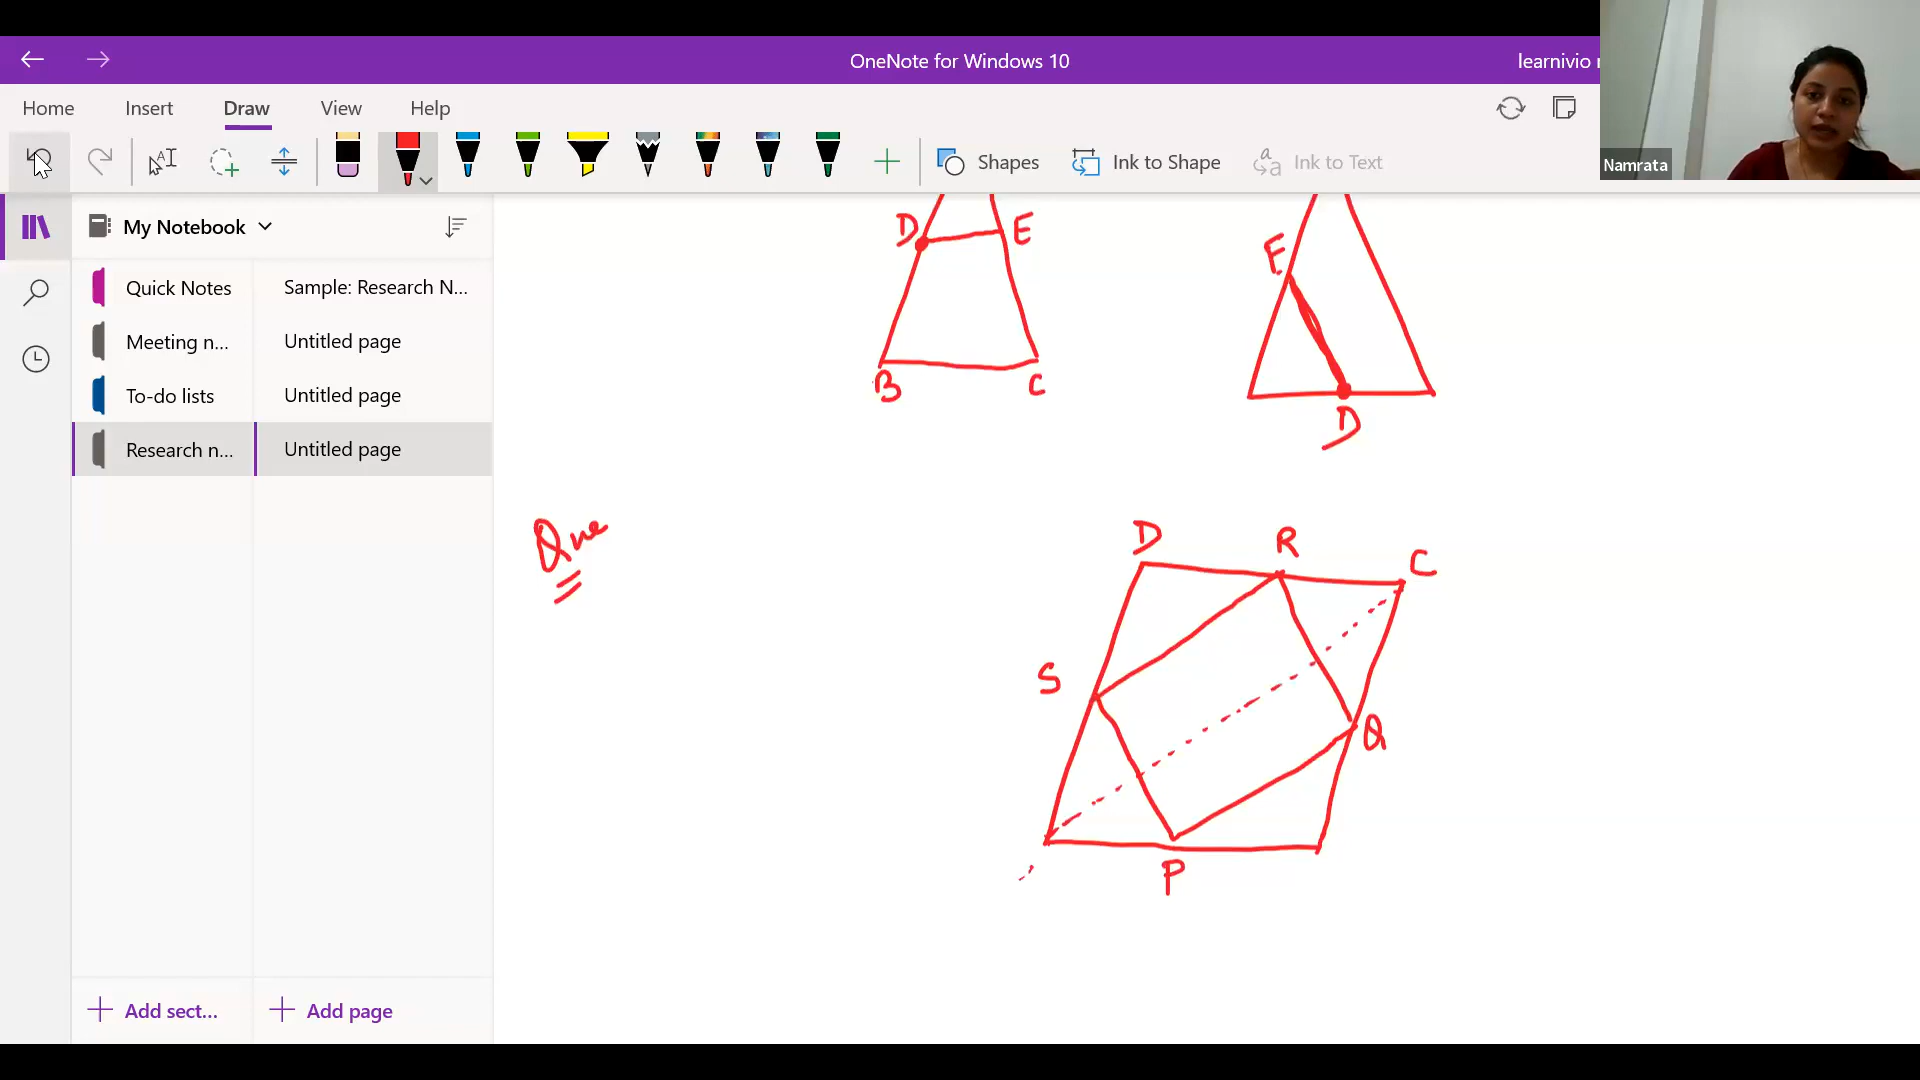 OneNote for Windows 10
learnivio
Home Insert Draw View Help
Shapes Ink to Shape Ink to Text
Namrata
My Notebook
Quick Notes
Meeting n...
To-do lists
Research n...
Sample: Research N...
Untitled page
Untitled page
Untitled page
Add sect...
Add page
D E
B C
F
D
Que
D R C
S
Q
P